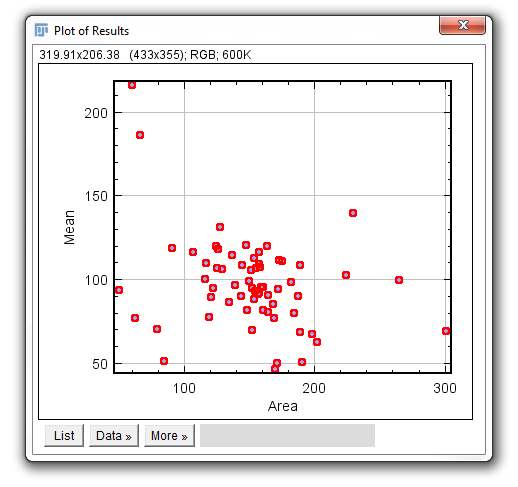 Plot of Results
319.91x206.38 (433x355); RGB; 600K
200
150
100
50
Mean
100
200
300
Area
List
Data »
More »